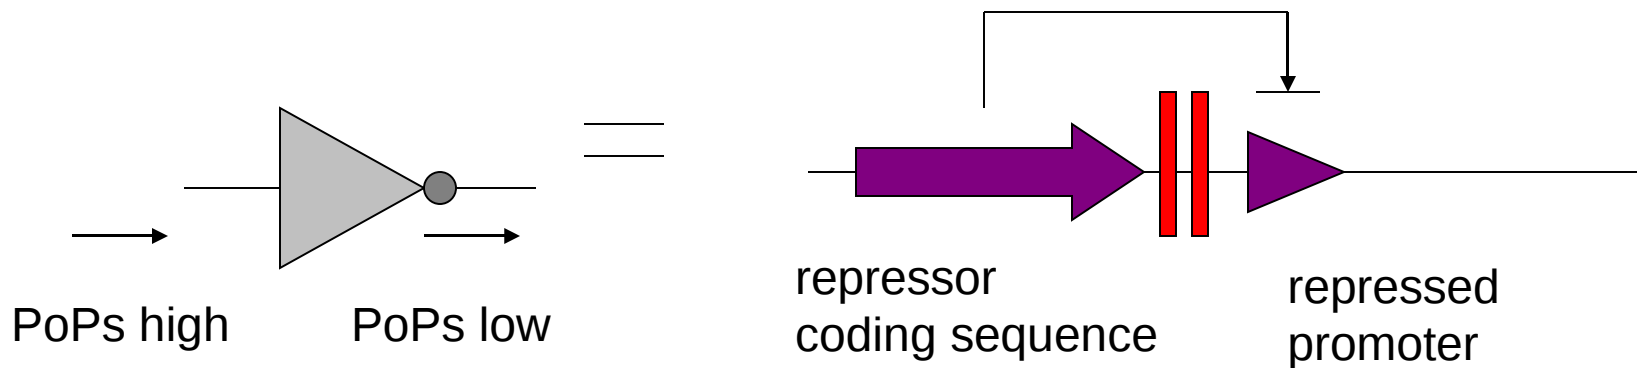 PoPs high
PoPs low
repressor
coding sequence
repressed
promoter